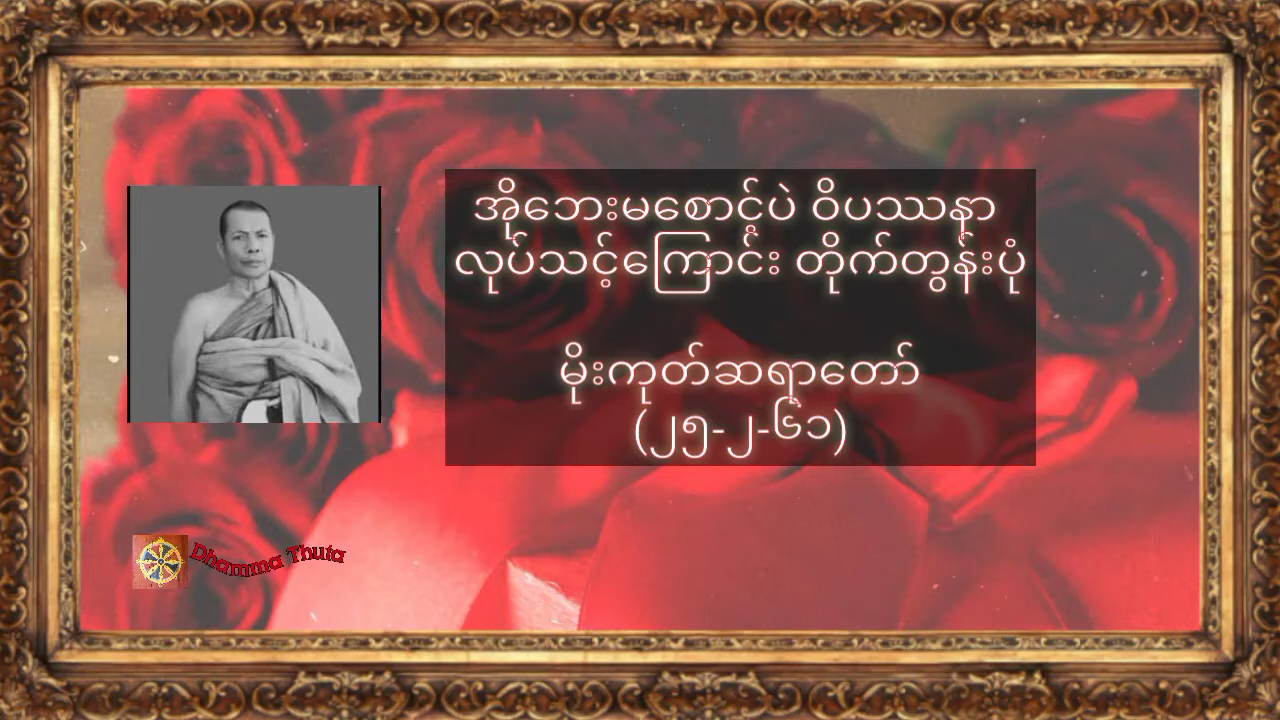 အိုဘေးမစောင့်ပဲ ဝိပဿနာ
လုပ်သင့်ကြောင်း တိုက်တွန်းပုံ
မိုးကုတ်ဆရာတော်
(၂၅-၂-၆၁)
Dhamma Thuta